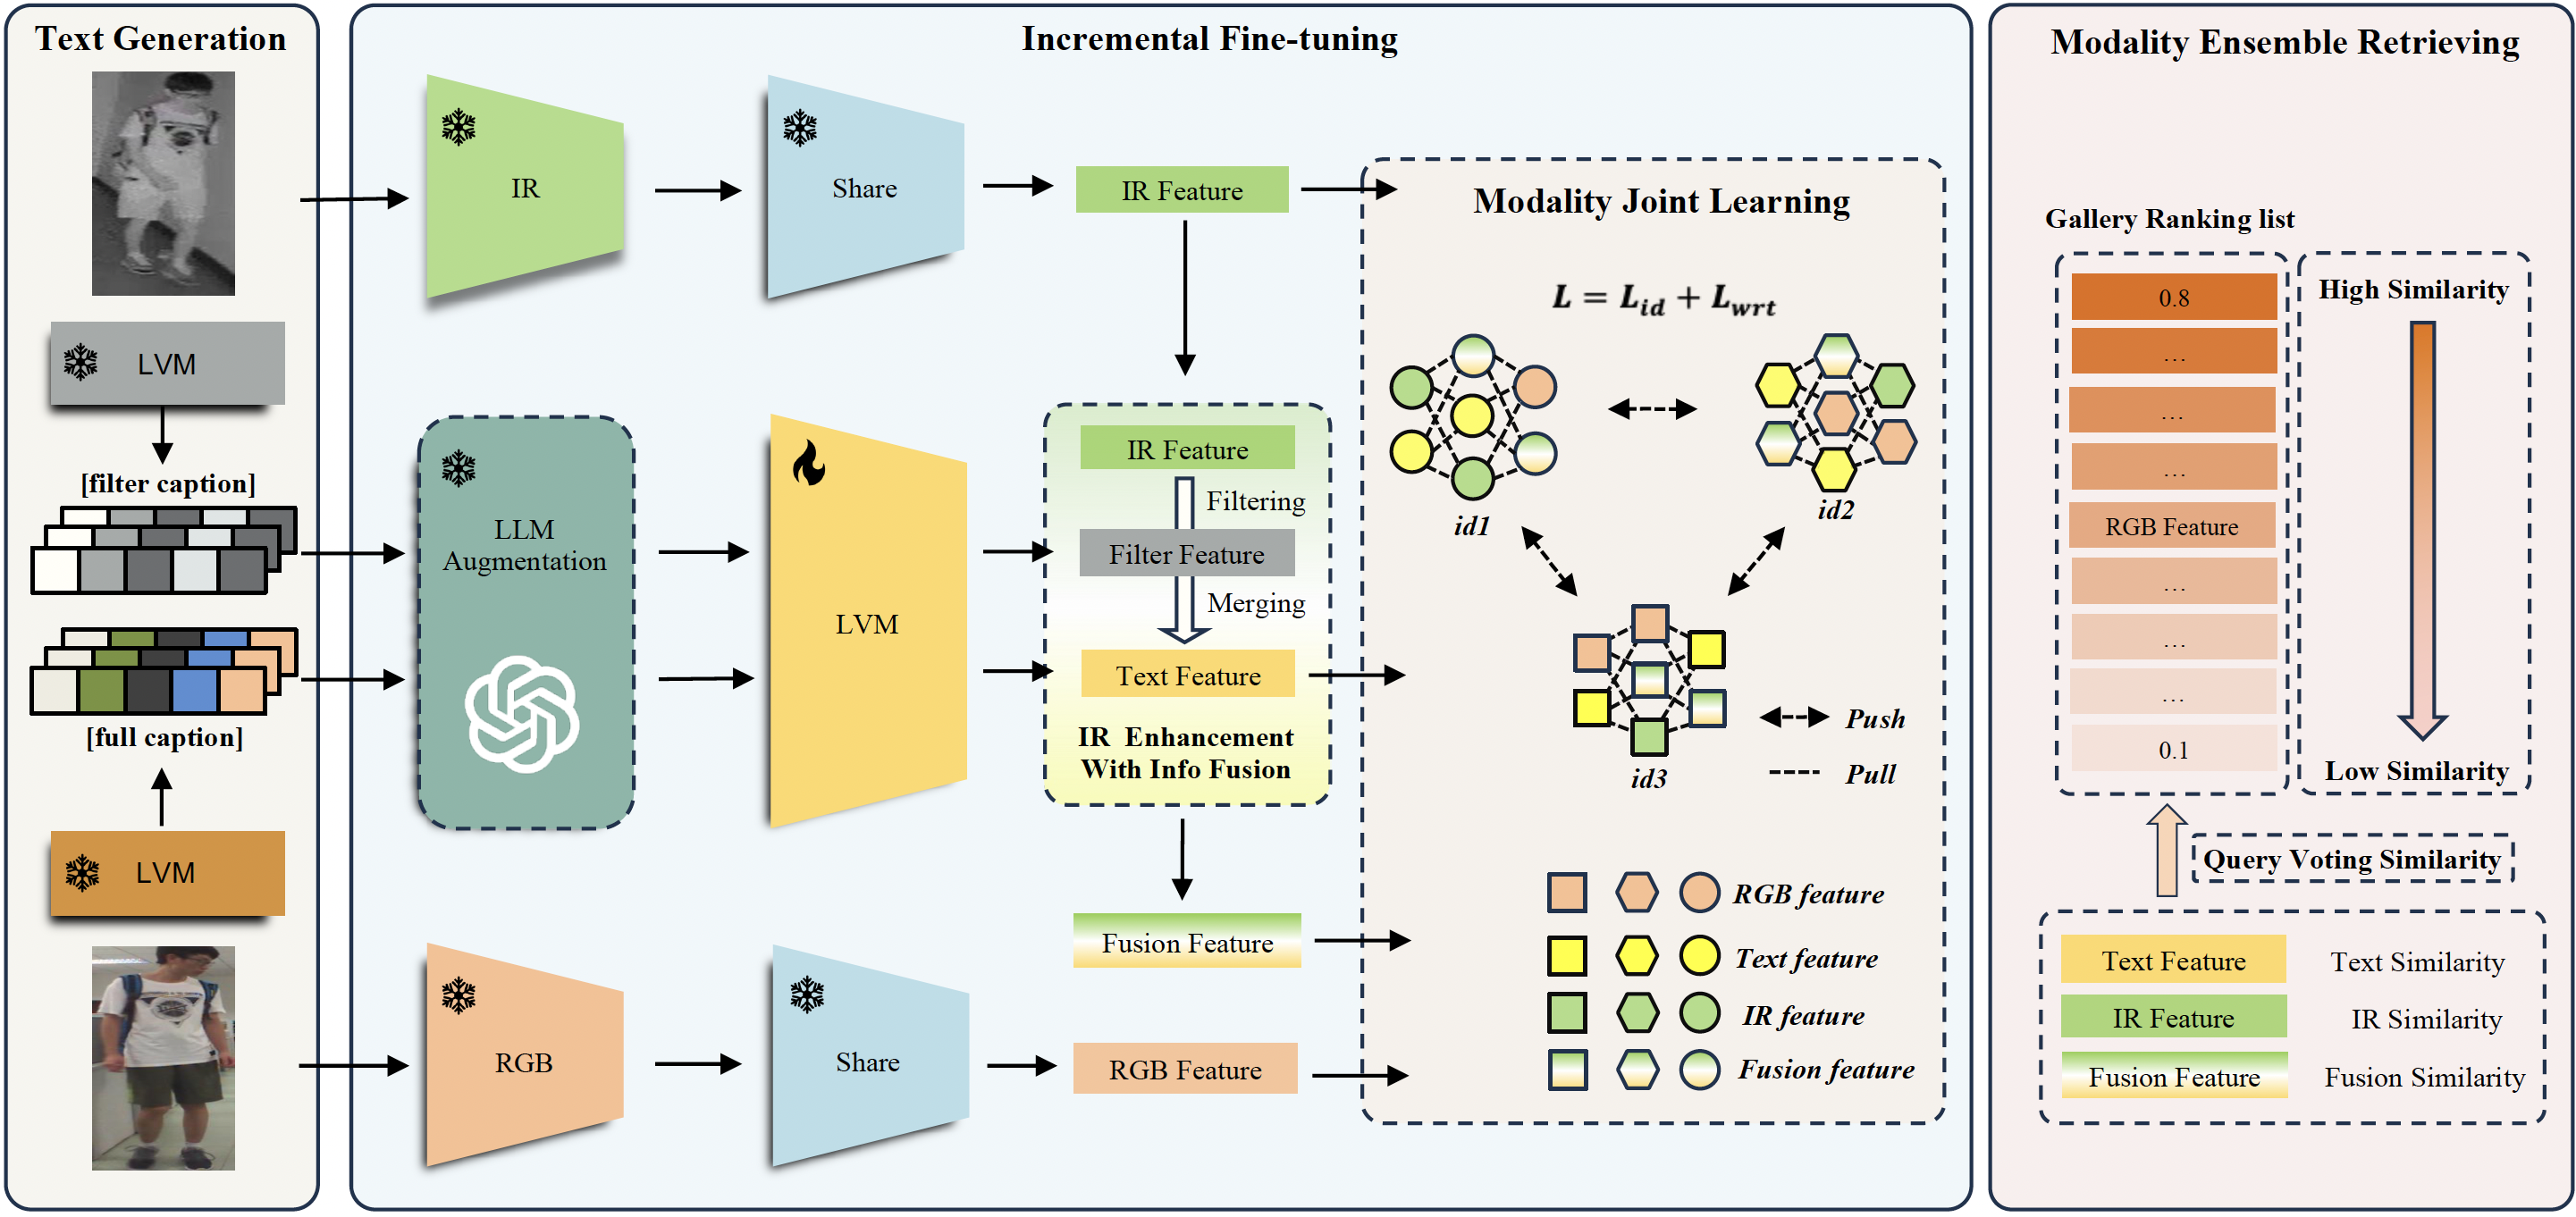 Text Generation
LVM
[filter caption]
[full caption]
LVM
Incremental Fine-tuning
IR
Share
IR Feature
LLM
Augmentation
LVM
IR Feature
Filtering
Filter Feature
Merging
Text Feature
IR Enhancement
With Info Fusion
Fusion Feature
RGB
Share
RGB Feature
Modality Joint Learning
L = L_id + L_wrt
id1
id2
id3
Push
Pull
RGB feature
Text feature
IR feature
Fusion feature
Modality Ensemble Retrieving
Gallery Ranking list
0.8
...
...
...
RGB Feature
...
...
...
0.1
High Similarity
Low Similarity
Query Voting Similarity
Text Feature Text Similarity
IR Feature IR Similarity
Fusion Feature Fusion Similarity